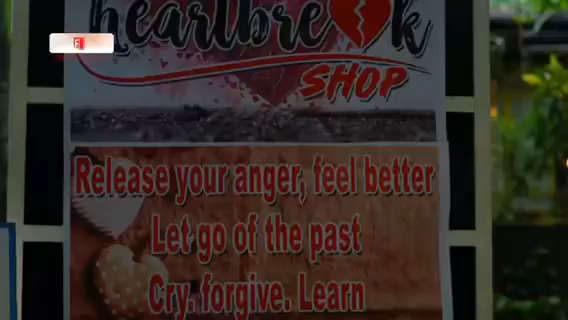 heartbreak
SHOP
Release your anger, feel better
Let go of the past
Cry. forgive. Learn